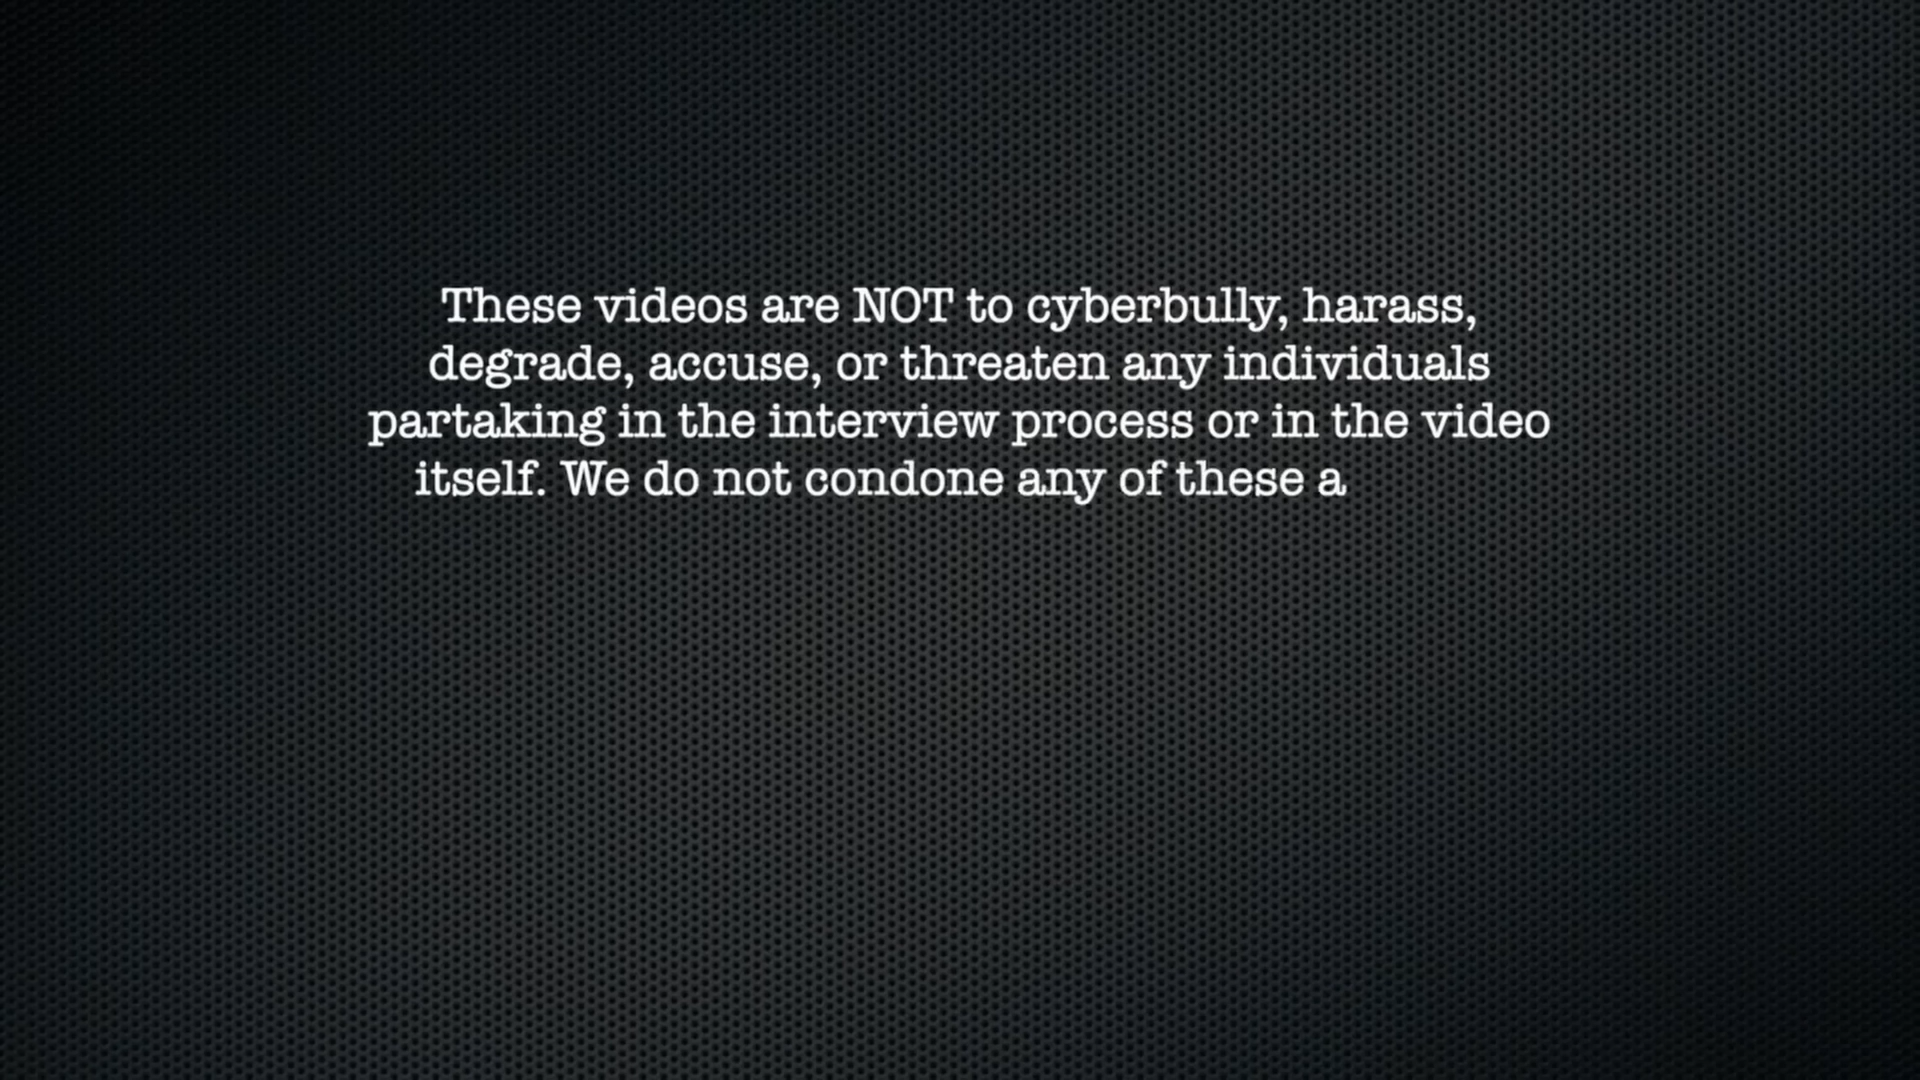 These videos are NOT to cyberbully, harass,
degrade, accuse, or threaten any individuals
partaking in the interview process or in the video
itself. We do not condone any of these a